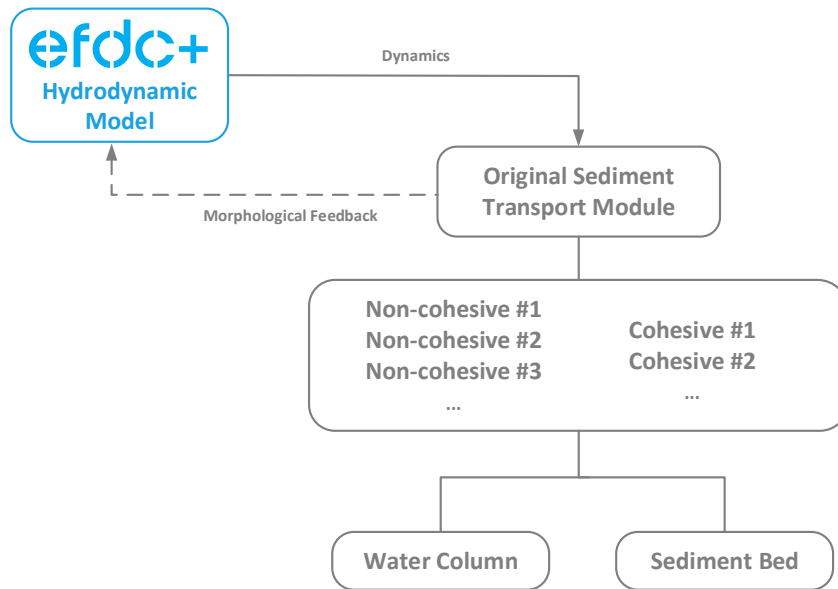 efdc+
Hydrodynamic
Model
Dynamics
Original Sediment
Transport Module
Morphological Feedback
Non-cohesive #1
Non-cohesive #2
Non-cohesive #3
...
Cohesive #1
Cohesive #2
...
Water Column
Sediment Bed